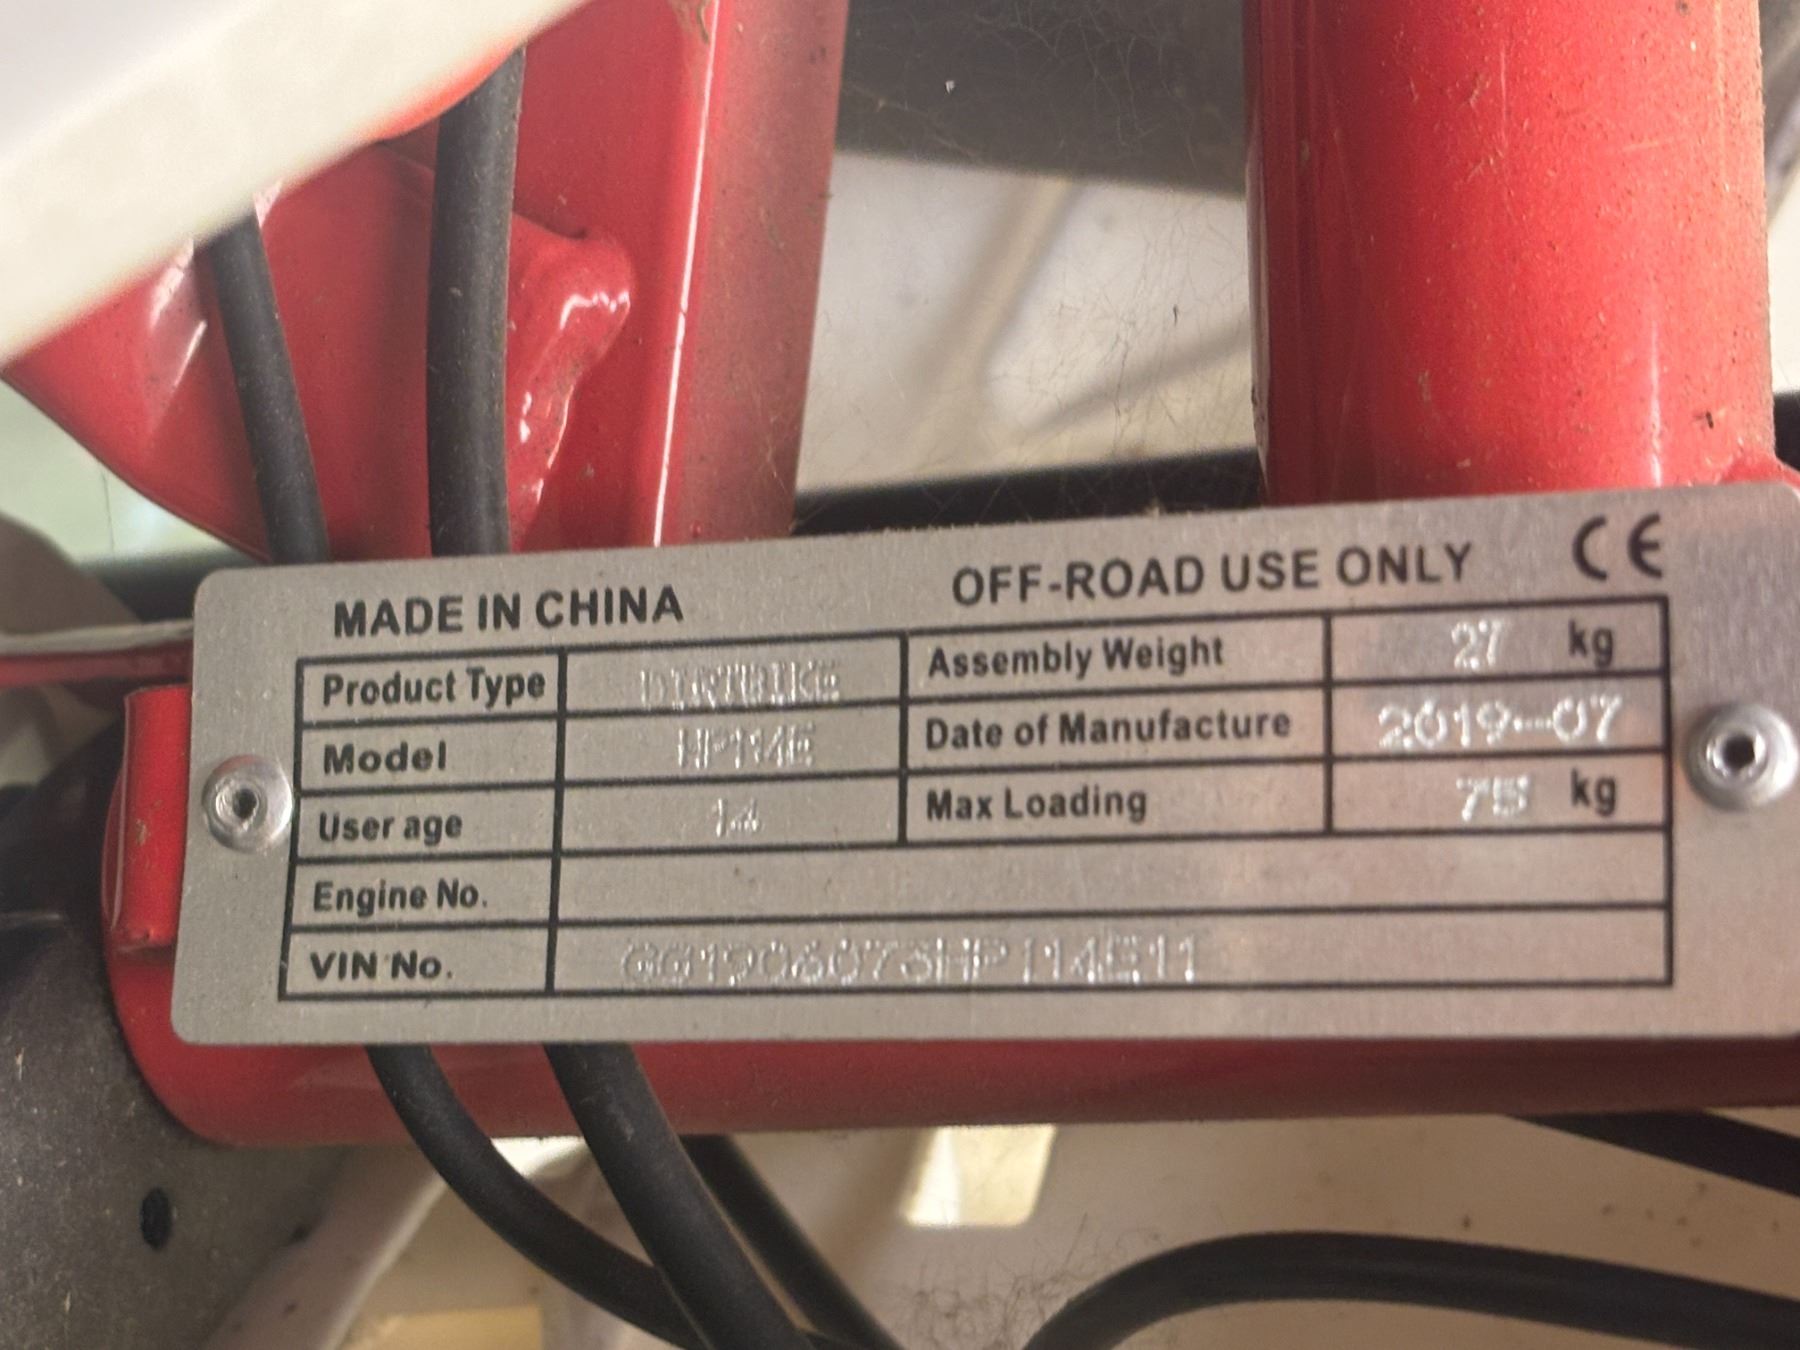 MADE IN CHINA
OFF-ROAD USE ONLY CE
Product Type DIRTBIKE Assembly Weight 27 kg
Model HP114E Date of Manufacture 2019-07
User age 14 Max Loading 75 kg
Engine No.
VIN No.